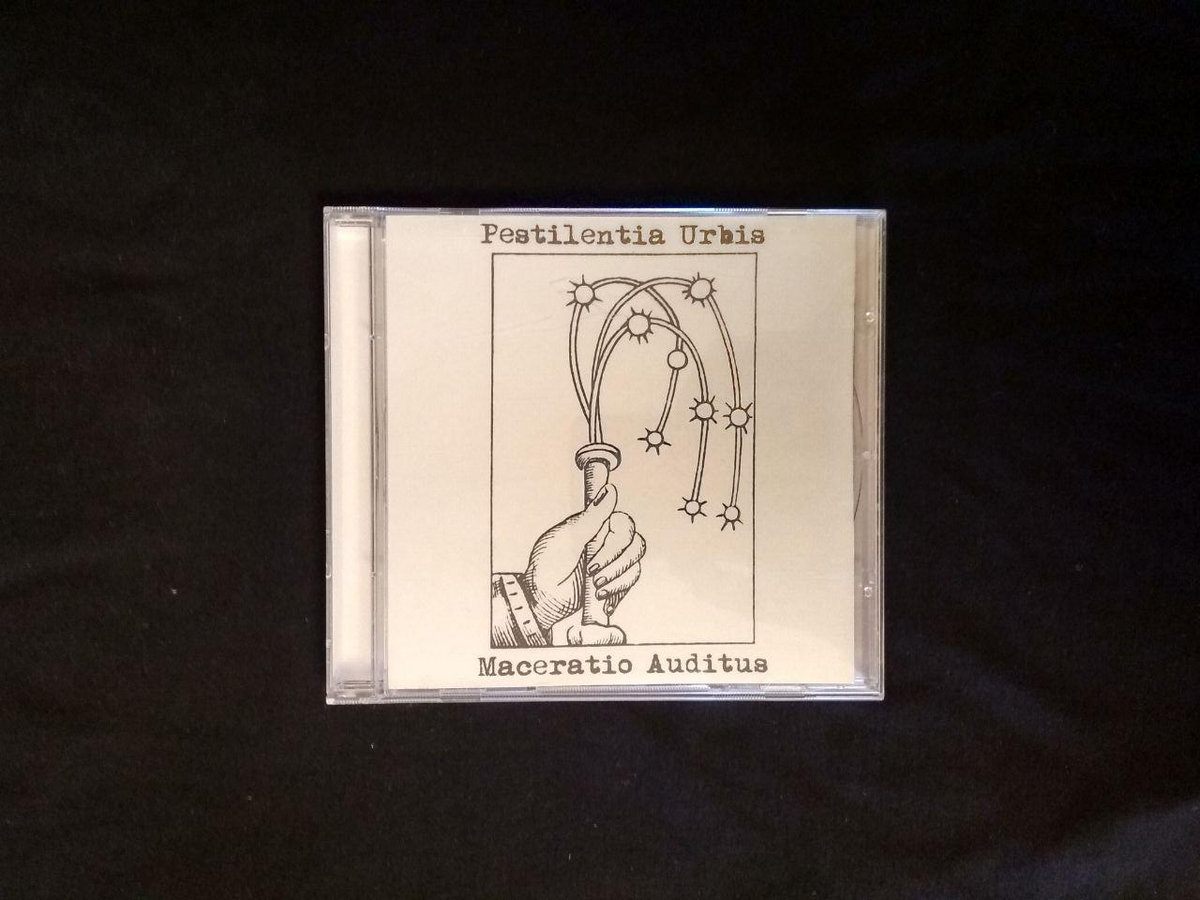 Pestilentia Urbis
Maceratio Auditus